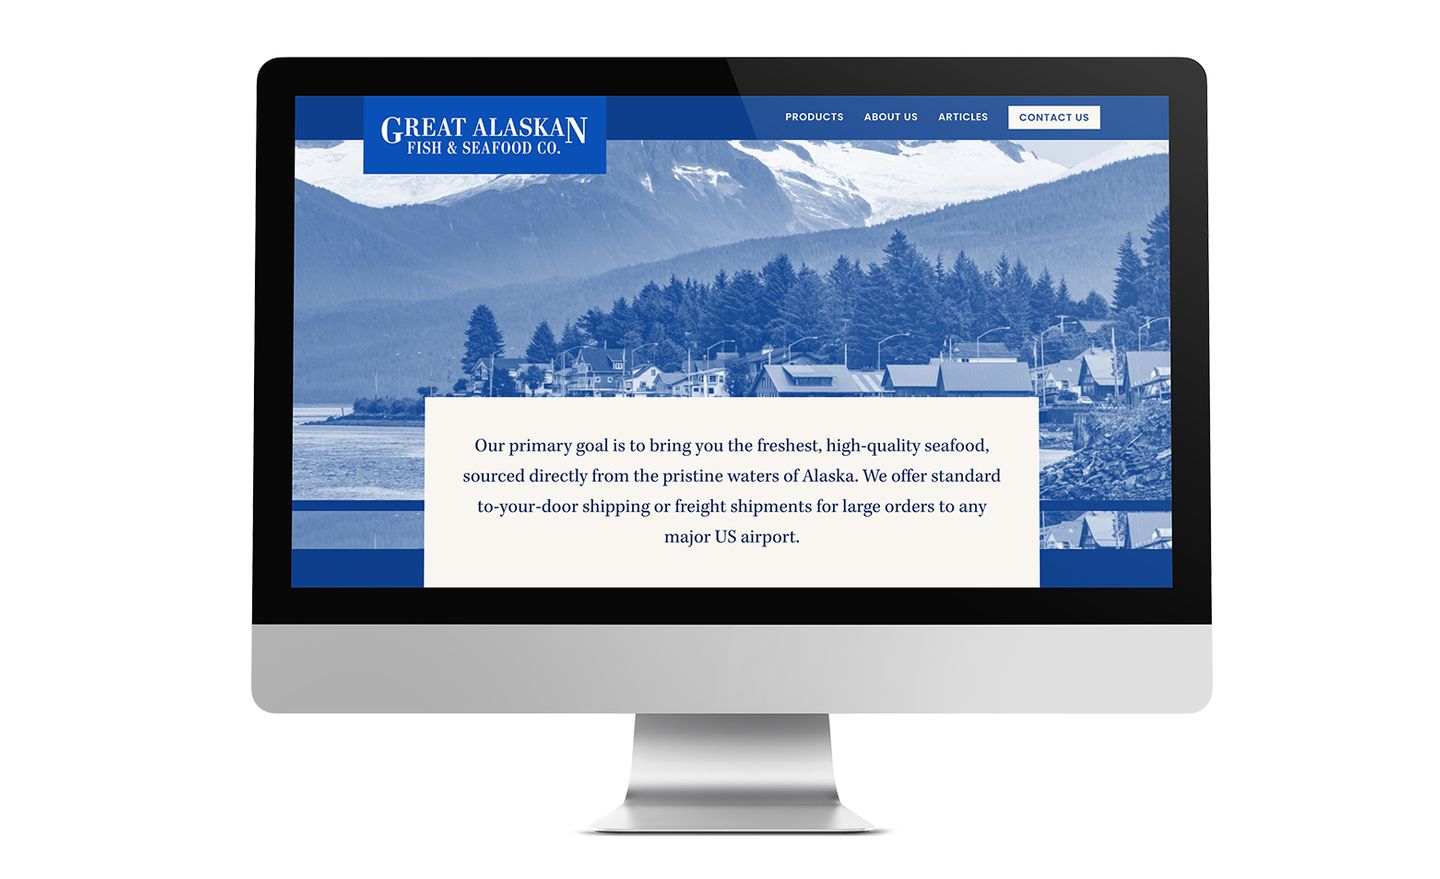 GREAT ALASKAN
FISH & SEAFOOD CO.
PRODUCTS ABOUT US ARTICLES CONTACT US
Our primary goal is to bring you the freshest, high-quality seafood,
sourced directly from the pristine waters of Alaska. We offer standard
to-your-door shipping or freight shipments for large orders to any
major US airport.